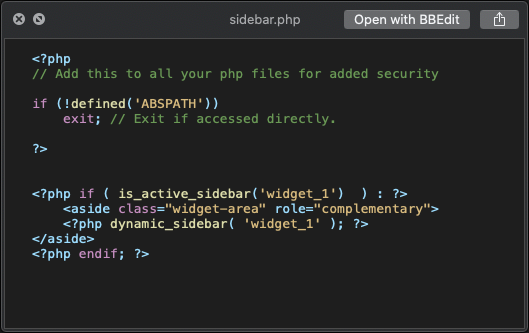 sidebar.php
Open with BBEdit
<?php
// Add this to all your php files for added security
if (!defined('ABSPATH'))
exit; // Exit if accessed directly.
?>
<?php if ( is_active_sidebar('widget_1')  ) : ?>
<aside class="widget-area" role="complementary">
<?php dynamic_sidebar( 'widget_1' ); ?>
</aside>
<?php endif; ?>